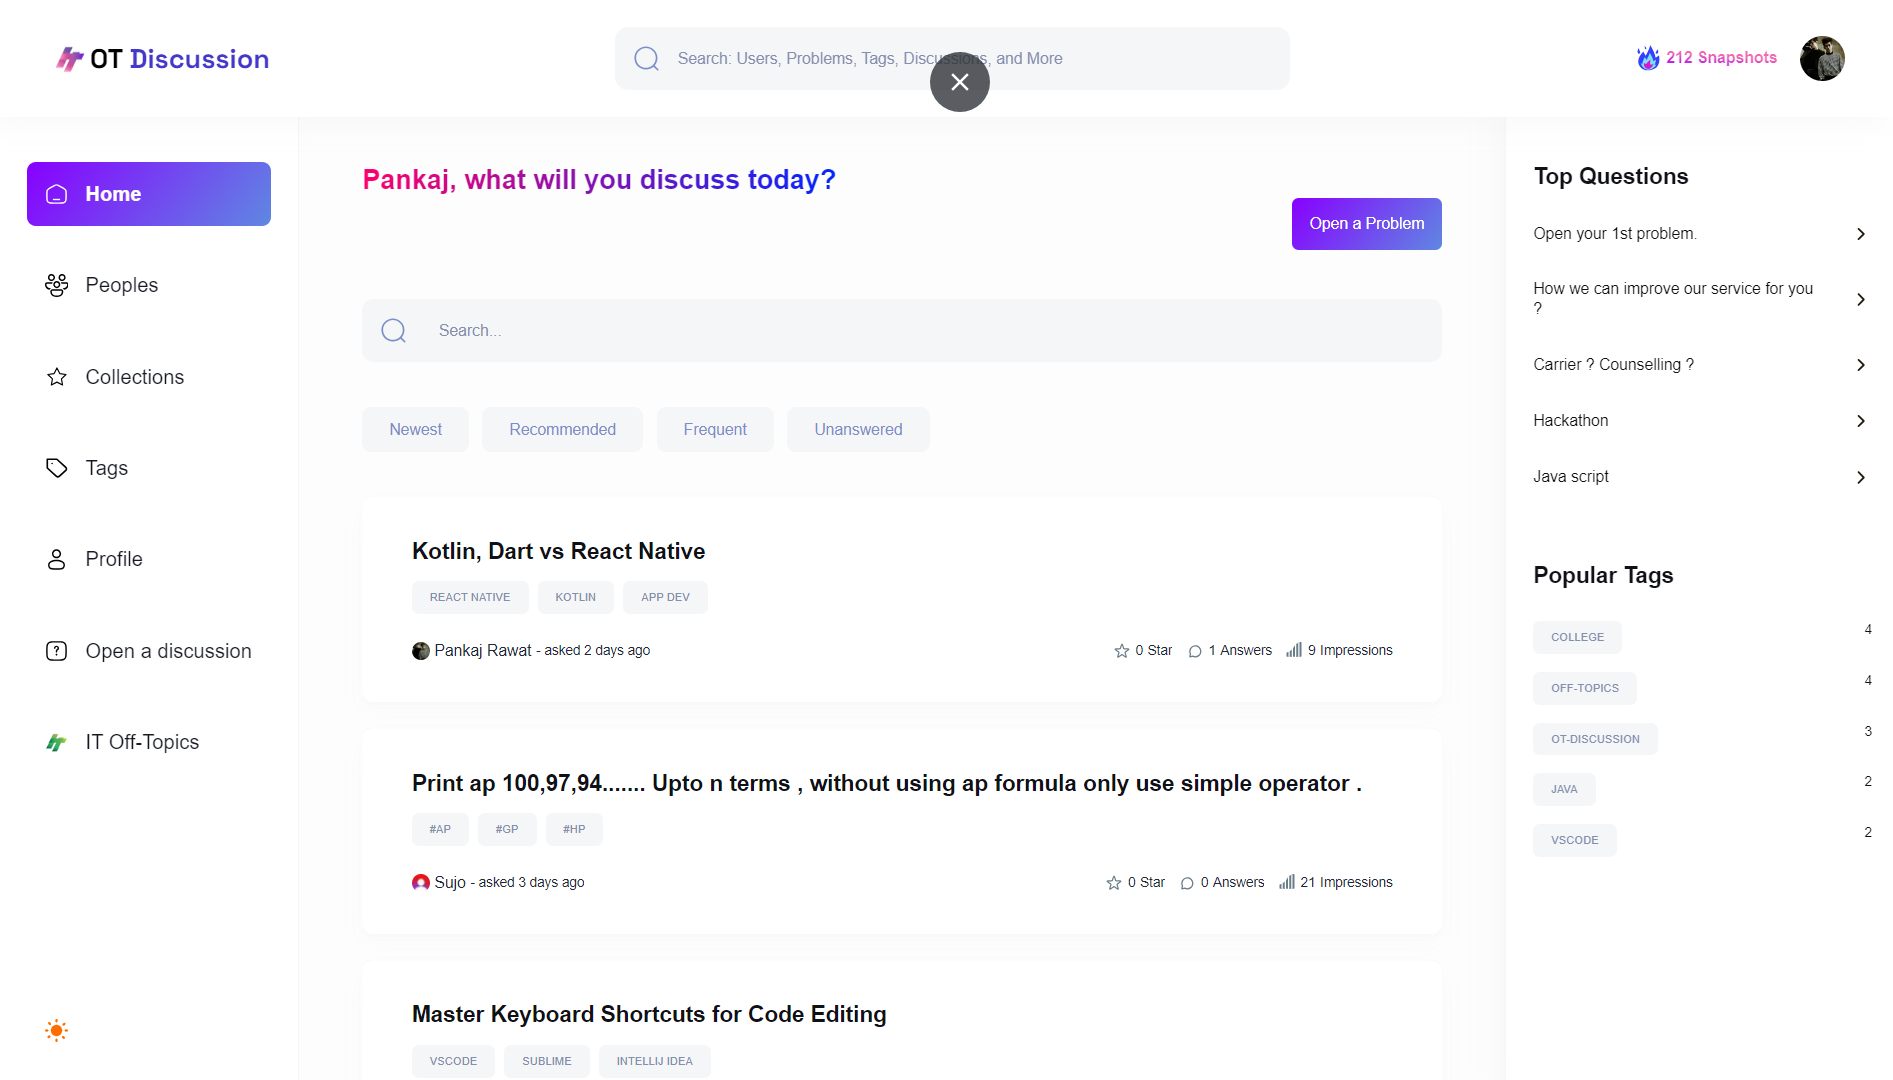 OT Discussion
Search: Users, Problems, Tags, Discussions, and More
212 Snapshots
Home
Peoples
Collections
Tags
Profile
Open a discussion
IT Off-Topics
Pankaj, what will you discuss today?
Open a Problem
Search...
Newest
Recommended
Frequent
Unanswered
Kotlin, Dart vs React Native
REACT NATIVE
KOTLIN
APP DEV
Pankaj Rawat - asked 2 days ago
0 Star
1 Answers
9 Impressions
Print ap 100,97,94....... Upto n terms , without using ap formula only use simple operator .
#AP
#GP
#HP
Sujo - asked 3 days ago
0 Star
0 Answers
21 Impressions
Master Keyboard Shortcuts for Code Editing
VSCODE
SUBLIME
INTELLIJ IDEA
Top Questions
Open your 1st problem.
How we can improve our service for you
?
Carrier ? Counselling ?
Hackathon
Java script
Popular Tags
COLLEGE
4
OFF-TOPICS
4
OT-DISCUSSION
3
JAVA
2
VSCODE
2